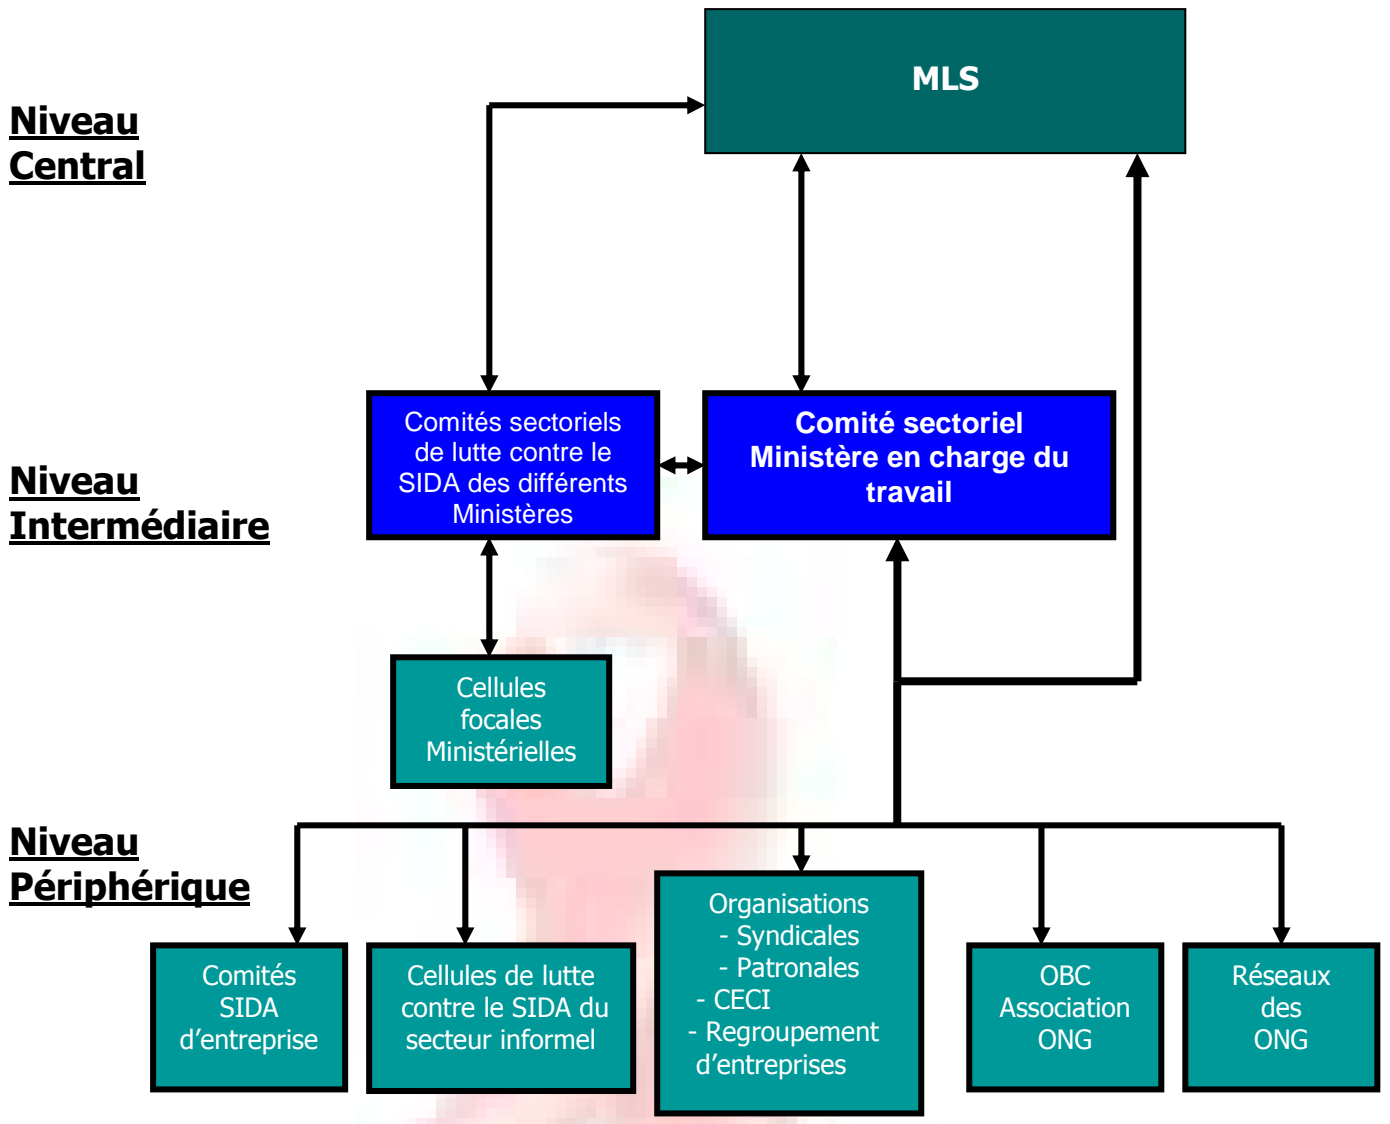 MLS
Niveau
Central
Comités sectoriels
de lutte contre le
SIDA des différents
Ministères
Comité sectoriel
Ministère en charge du
travail
Niveau
Intermédiaire
Cellules
focales
Ministérielles
Niveau
Périphérique
Comités
SIDA
d’entreprise
Cellules de lutte
contre le SIDA du
secteur informel
Organisations
- Syndicales
- Patronales
- CECI
- Regroupement
d’entreprises
OBC
Association
ONG
Réseaux
des
ONG